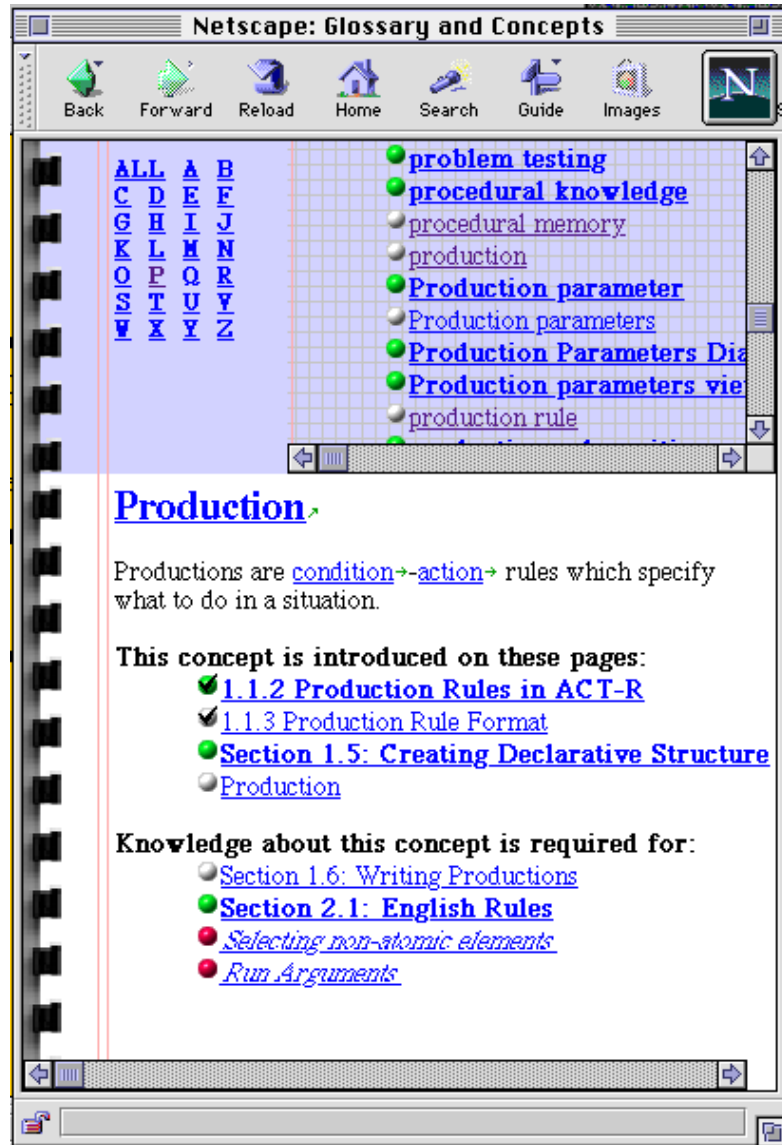 Netscape: Glossary and Concepts
Back Forward Reload Home Search Guide Images
N
ALL A B
C D E F
G H I J
K L M N
O P Q R
S T U V
W X Y Z
problem testing
procedural knowledge
procedural memory
production
Production parameter
Production parameters
Production Parameters Dia
Production parameters vie
production rule
Production
Productions are condition-action rules which specify
what to do in a situation.
This concept is introduced on these pages:
1.1.2 Production Rules in ACT-R
1.1.3 Production Rule Format
Section 1.5: Creating Declarative Structure
Production
Knowledge about this concept is required for:
Section 1.6: Writing Productions
Section 2.1: English Rules
Selecting non-atomic elements
Run Arguments